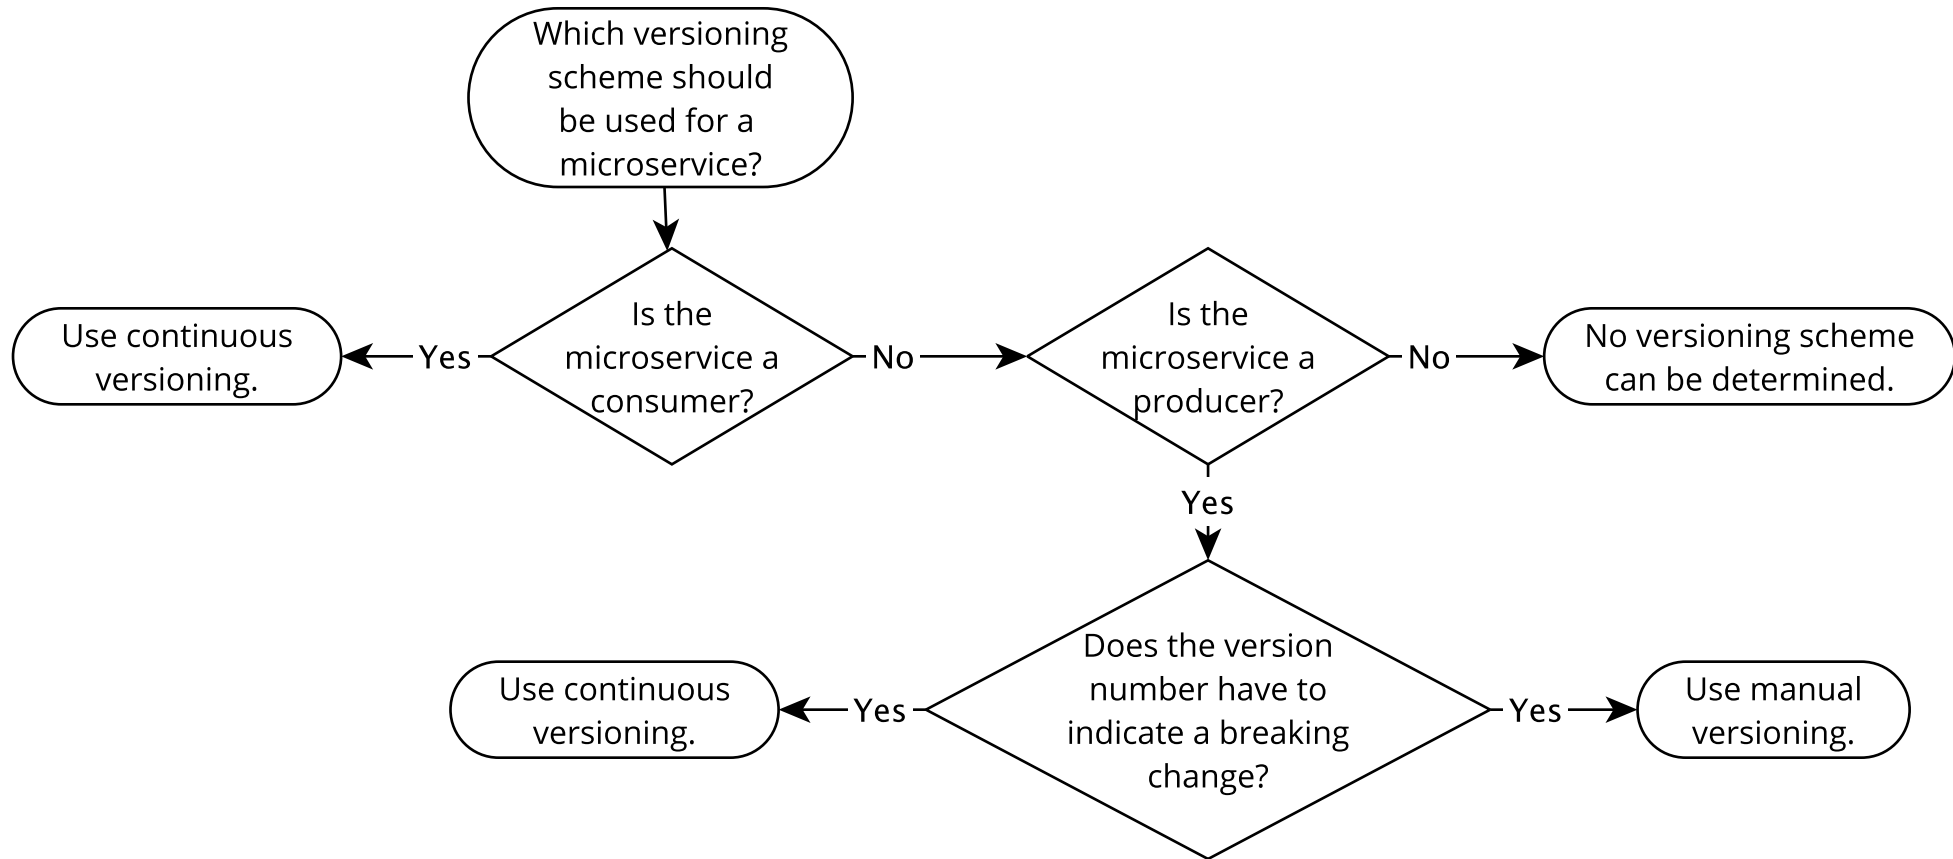 Which versioning
scheme should
be used for a
microservice?
Use continuous
versioning.
Yes
Is the
microservice a
consumer?
No
Is the
microservice a
producer?
No
No versioning scheme
can be determined.
Yes
Use continuous
versioning.
Yes
Does the version
number have to
indicate a breaking
change?
Yes
Use manual
versioning.